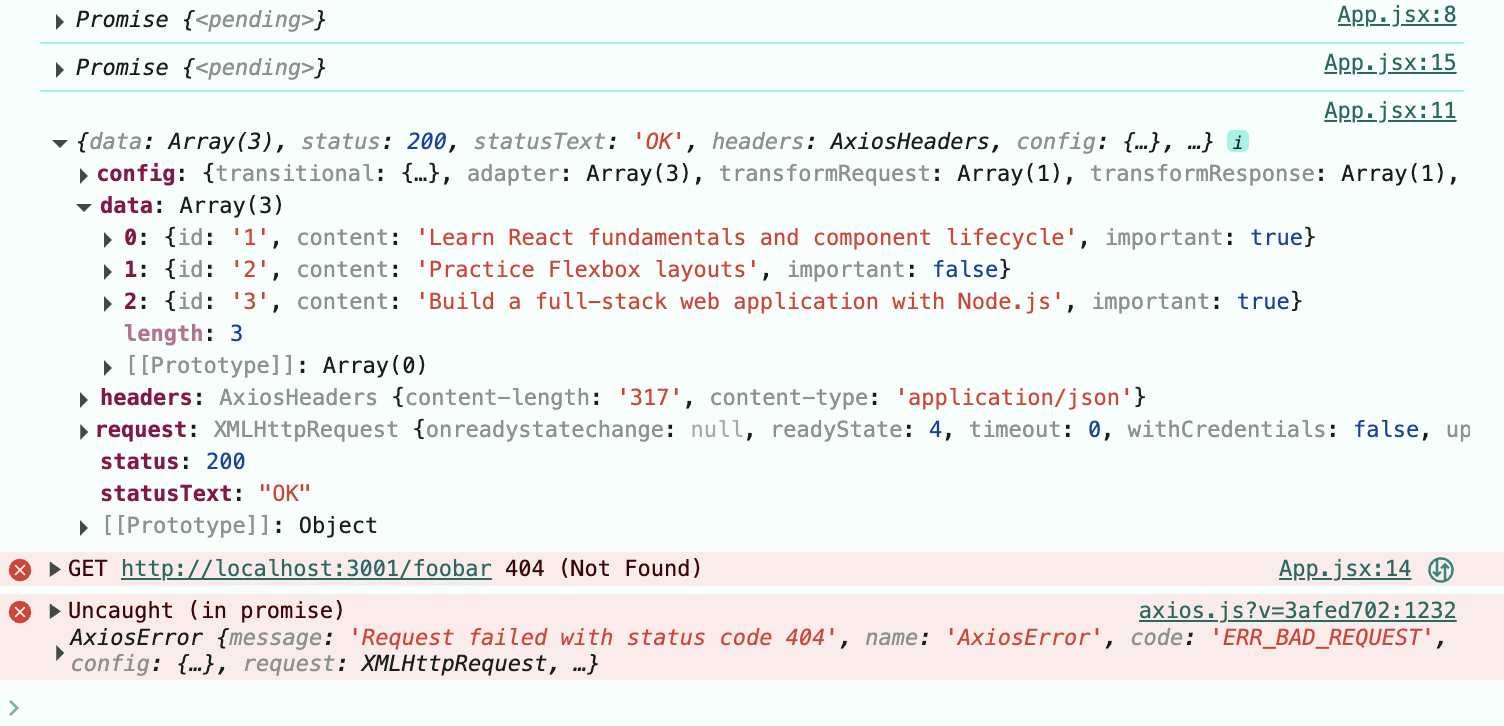 Promise {<pending>} App.jsx:8
Promise {<pending>} App.jsx:15
App.jsx:11
{data: Array(3), status: 200, statusText: 'OK', headers: AxiosHeaders, config: {…}, …} i
config: {transitional: {…}, adapter: Array(3), transformRequest: Array(1), transformResponse: Array(1),
data: Array(3)
0: {id: '1', content: 'Learn React fundamentals and component lifecycle', important: true}
1: {id: '2', content: 'Practice Flexbox layouts', important: false}
2: {id: '3', content: 'Build a full-stack web application with Node.js', important: true}
length: 3
[[Prototype]]: Array(0)
headers: AxiosHeaders {content-length: '317', content-type: 'application/json'}
request: XMLHttpRequest {onreadystatechange: null, readyState: 4, timeout: 0, withCredentials: false, up
status: 200
statusText: "OK"
[[Prototype]]: Object
GET http://localhost:3001/foobar 404 (Not Found) App.jsx:14
Uncaught (in promise) axios.js?v=3afed702:1232
AxiosError {message: 'Request failed with status code 404', name: 'AxiosError', code: 'ERR_BAD_REQUEST',
config: {…}, request: XMLHttpRequest, …}